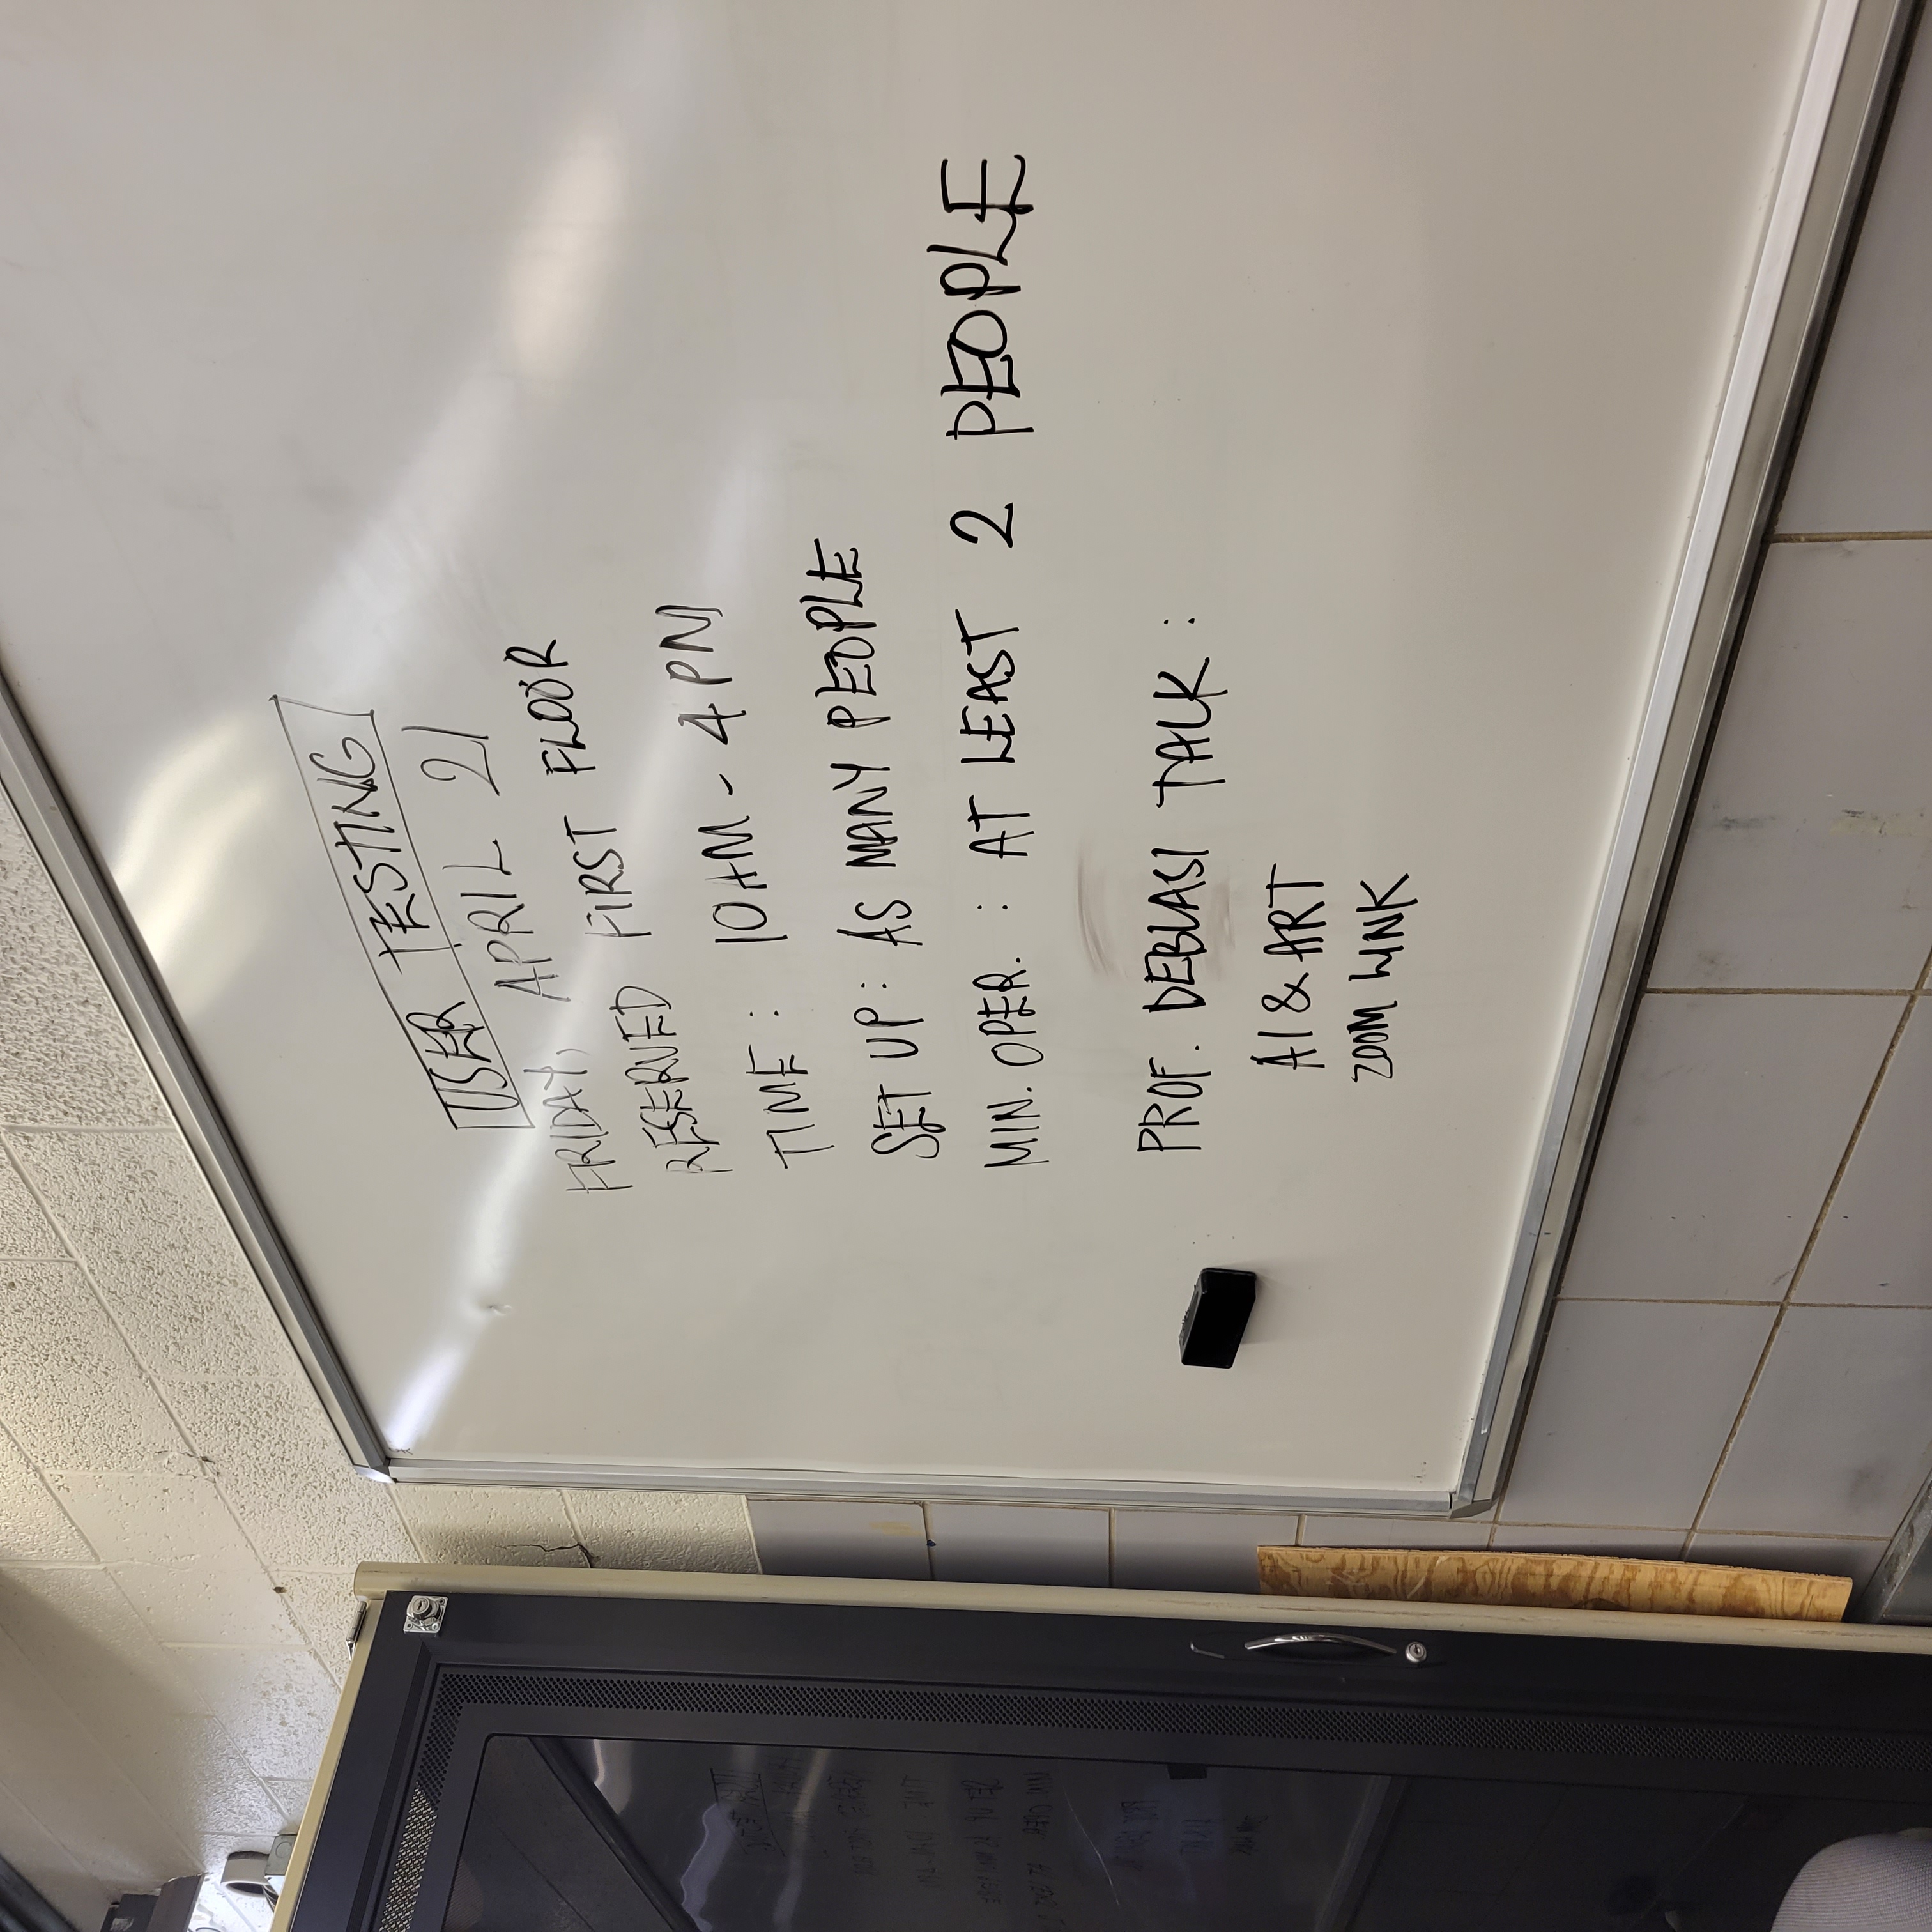 USER TESTING
FRIDAY, APRIL 21
RESERVED FIRST FLOOR
TIME : 10AM - 4PM
SET UP : AS MANY PEOPLE
MIN. OPER. : AT LEAST 2 PEOPLE
PROF. DEBLASI TALK :
AI & ART
ZOOM LINK